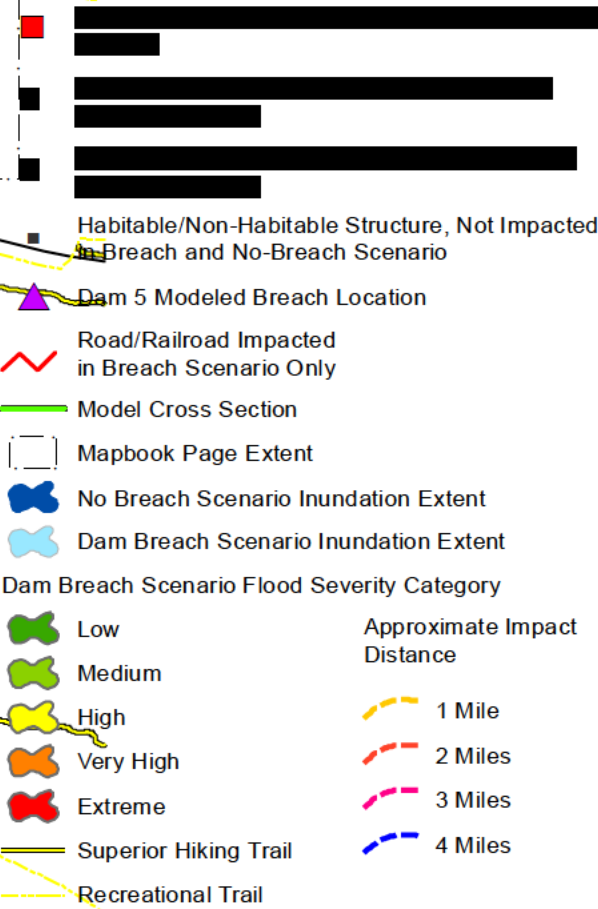 Habitable/Non-Habitable Structure, Not Impacted
in Breach and No-Breach Scenario
Dam 5 Modeled Breach Location
Road/Railroad Impacted
in Breach Scenario Only
Model Cross Section
Mapbook Page Extent
No Breach Scenario Inundation Extent
Dam Breach Scenario Inundation Extent
Dam Breach Scenario Flood Severity Category
Low
Medium
High
Very High
Extreme
Superior Hiking Trail
Recreational Trail
Approximate Impact
Distance
1 Mile
2 Miles
3 Miles
4 Miles